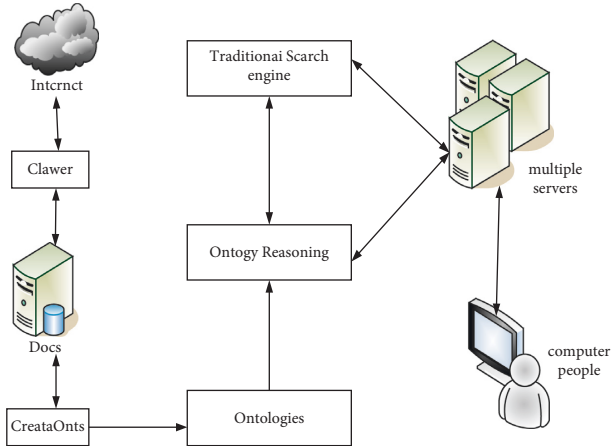 Intcrnct
Clawer
Docs
CreataOnts
Traditionai Scarch
engine
Ontogy Reasoning
Ontologies
multiple
servers
computer
people